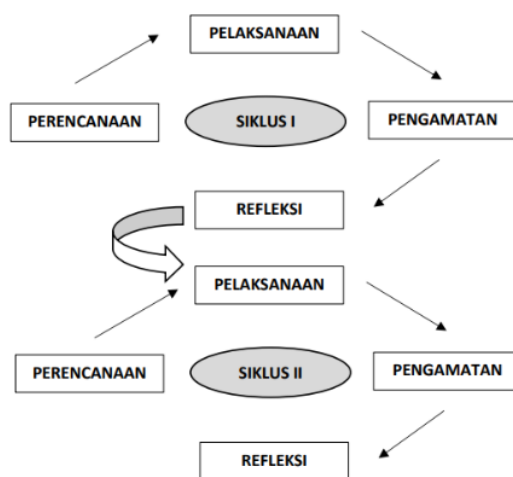 PELAKSANAAN
PERENCANAAN
SIKLUS I
PENGAMATAN
REFLEKSI
PELAKSANAAN
PERENCANAAN
SIKLUS II
PENGAMATAN
REFLEKSI